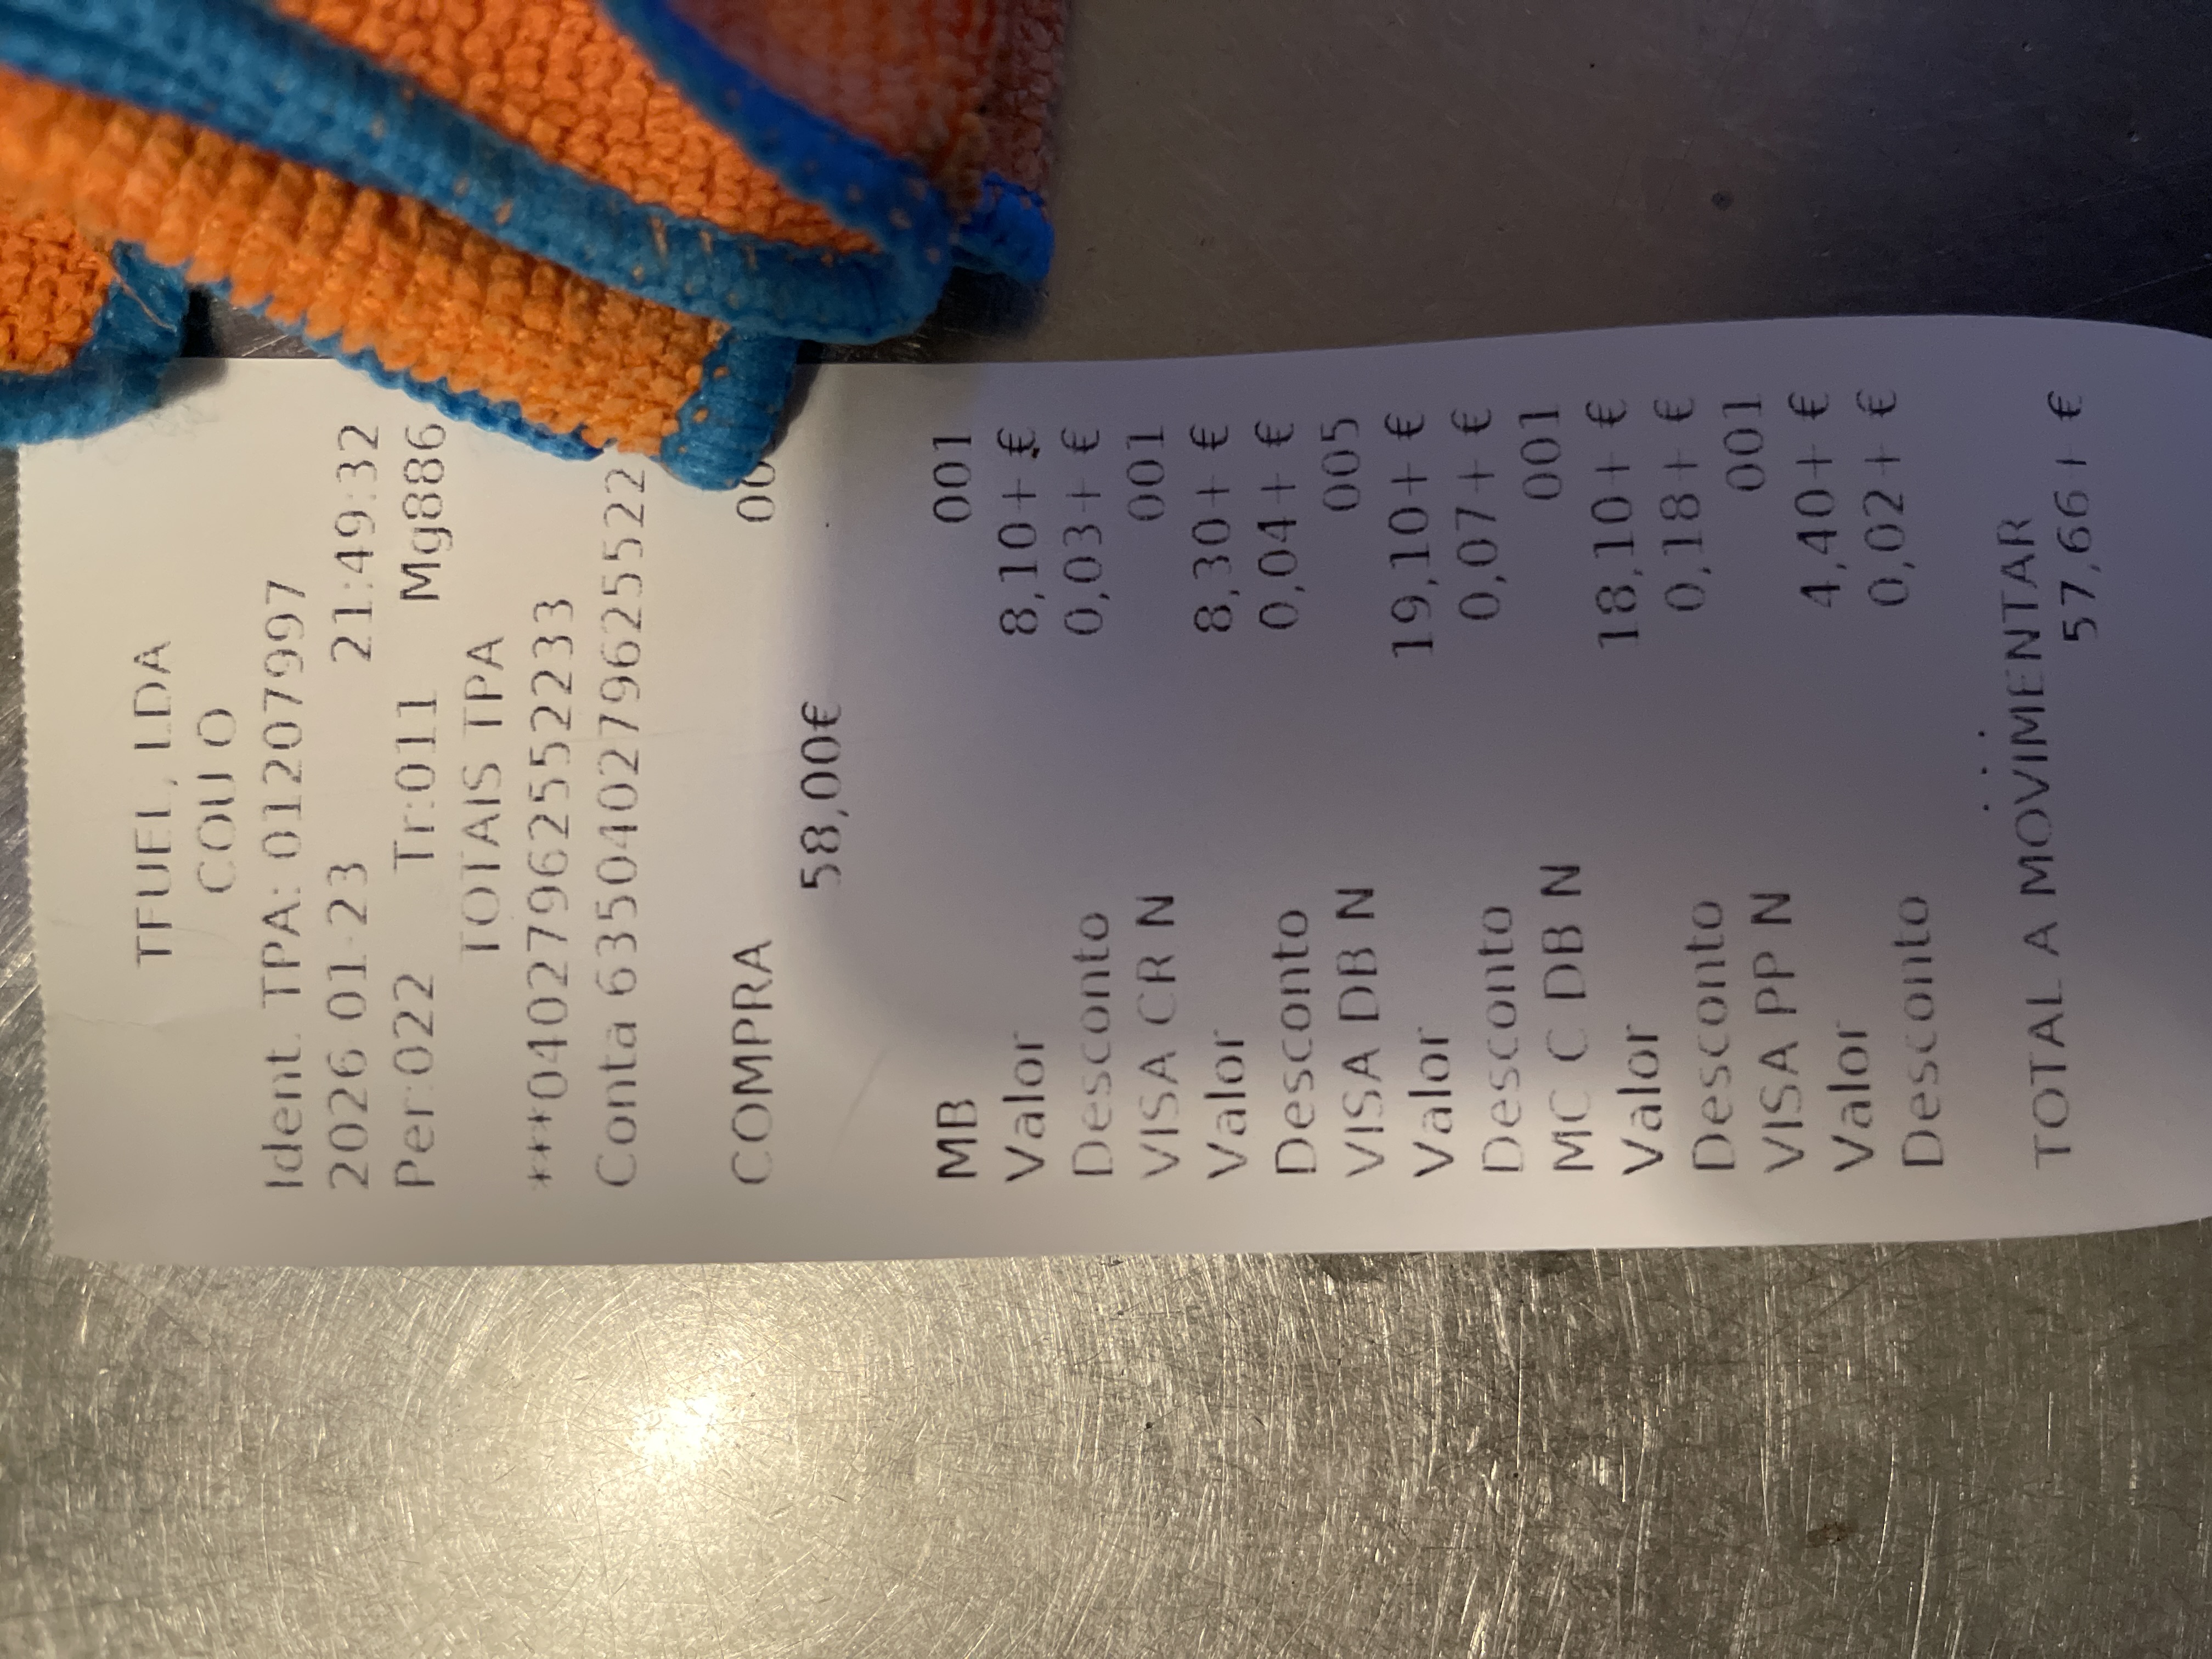 TFUEL, LDA
COU O
Ident. TPA: 01207997
2026 01-23 21:49:32
Per:022 Tr:011 Mg886
TOTAIS TPA
***0402796255522 33
Conta 6350402796255522
COMPRA
58,00€
MB 001
Valor 8,10+ €
Desconto 0,03+ €
VISA CR N 001
Valor 8,30+ €
Desconto 0,04+ €
VISA DB N 005
Valor 19,10+ €
Desconto 0,07+ €
MC C DB N 001
Valor 18,10+ €
Desconto 0,18+ €
VISA PP N 001
Valor 4,40+ €
Desconto 0,02+ €
TOTAL A MOVIMENTAR
57,66+ €